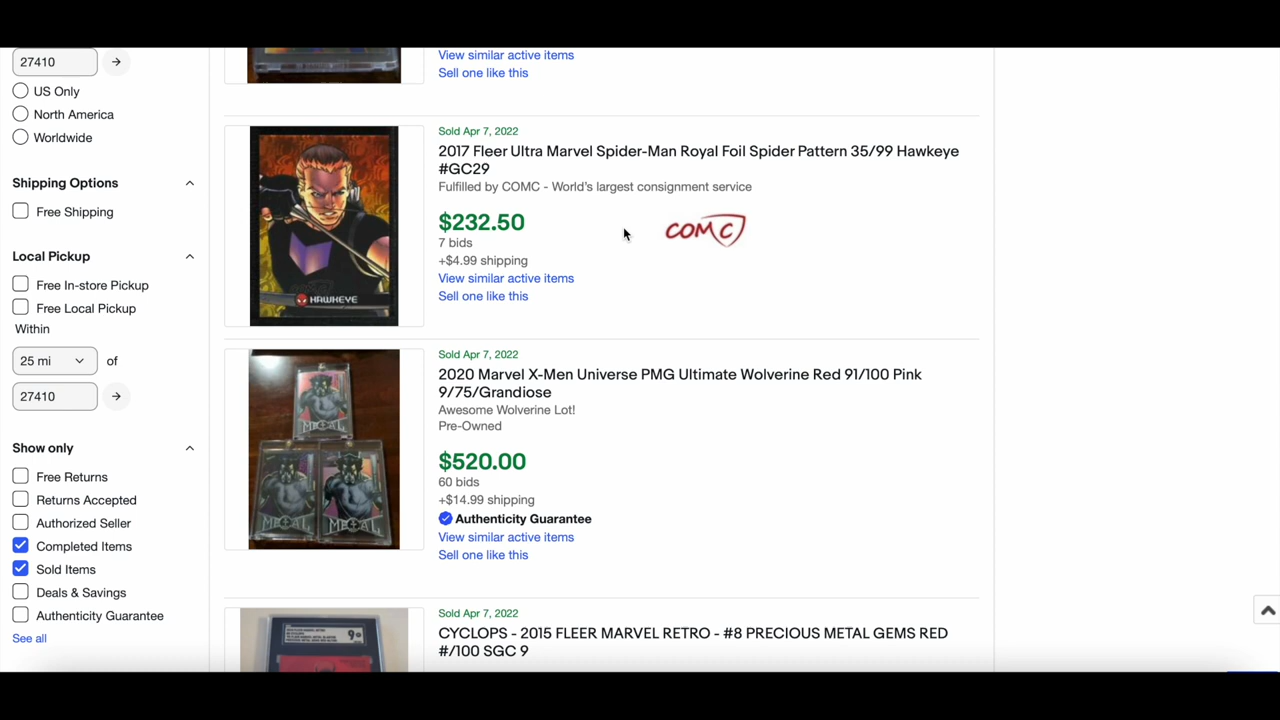 27410
US Only
North America
Worldwide
Shipping Options
Free Shipping
Local Pickup
Free In-store Pickup
Free Local Pickup
Within
25 mi of
27410
Show only
Free Returns
Returns Accepted
Authorized Seller
Completed Items
Sold Items
Deals & Savings
Authenticity Guarantee
See all
View similar active items
Sell one like this
HAWKEYE
Sold Apr 7, 2022
2017 Fleer Ultra Marvel Spider-Man Royal Foil Spider Pattern 35/99 Hawkeye
#GC29
Fulfilled by COMC - World's largest consignment service
$232.50
7 bids
+$4.99 shipping
View similar active items
Sell one like this
COMC
METAL
METAL
METAL
Sold Apr 7, 2022
2020 Marvel X-Men Universe PMG Ultimate Wolverine Red 91/100 Pink
9/75/Grandiose
Awesome Wolverine Lot!
Pre-Owned
$520.00
60 bids
+$14.99 shipping
Authenticity Guarantee
View similar active items
Sell one like this
9
Sold Apr 7, 2022
CYCLOPS - 2015 FLEER MARVEL RETRO - #8 PRECIOUS METAL GEMS RED
#/100 SGC 9